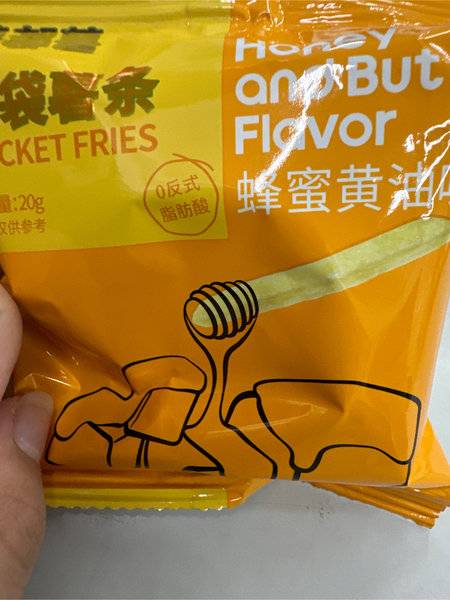 袋薯条
CKET FRIES
量:20g
仅供参考
0反式
脂肪酸
Honey
and But
Flavor
蜂蜜黄油味